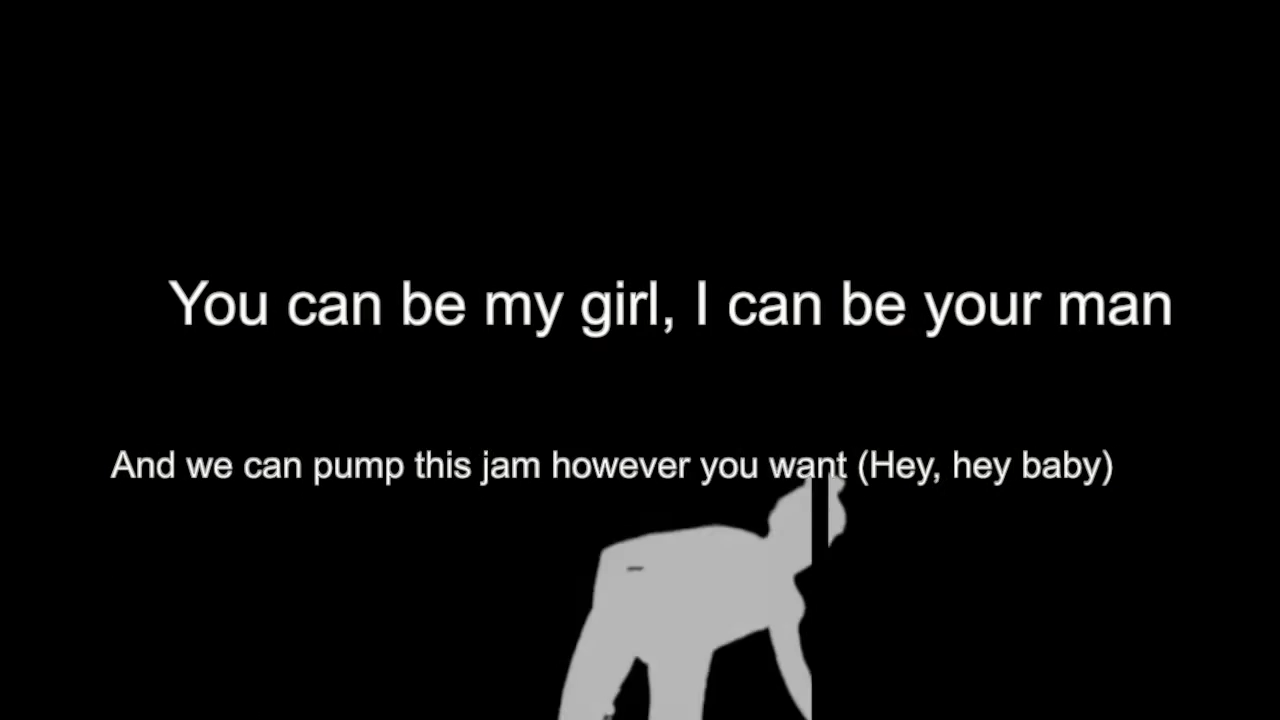 You can be my girl, I can be your man
And we can pump this jam however you want (Hey, hey baby)